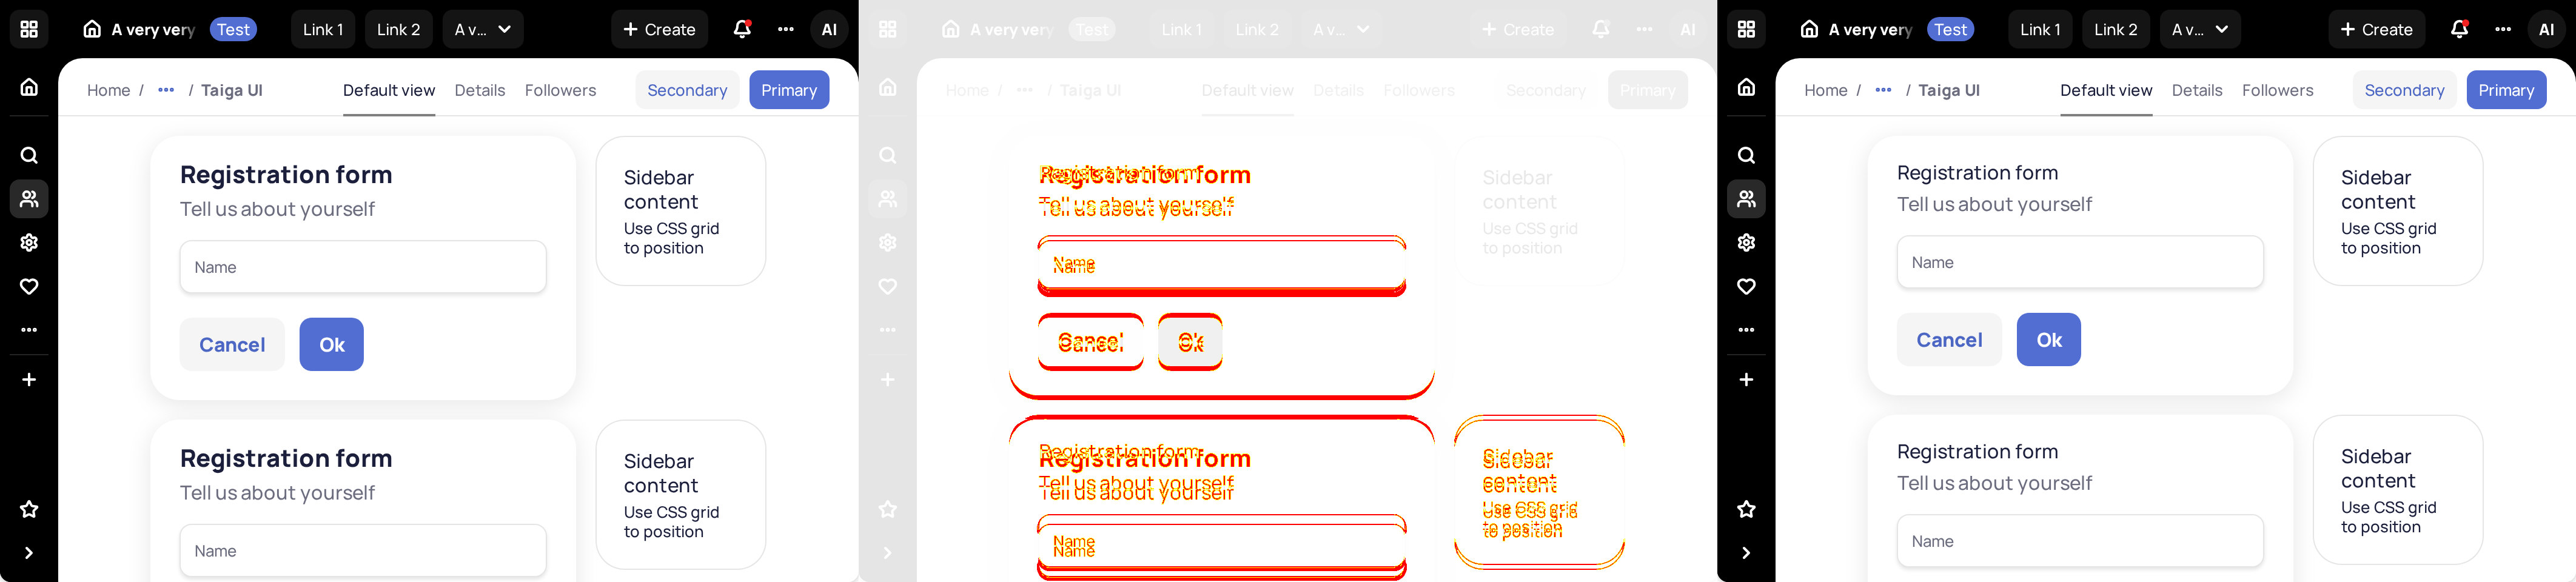 A very very Test Link 1 Link 2 A v... Create AI
Home / ... / Taiga UI Default view Details Followers Secondary Primary
Registration form
Tell us about yourself
Name
Cancel Ok
Sidebar
content
Use CSS grid
to position
Registration form
Tell us about yourself
Name
Sidebar
content
Use CSS grid
to position
A very very Test Link 1 Link 2 A v... Create AI
Home / ... / Taiga UI Default view Details Followers Secondary Primary
Registration form
Tell us about yourself
Name
Cancel Ok
Sidebar
content
Use CSS grid
to position
Registration form
Tell us about yourself
Name
Sidebar
content
Use CSS grid
to position
A very very Test Link 1 Link 2 A v... Create AI
Home / ... / Taiga UI Default view Details Followers Secondary Primary
Registration form
Tell us about yourself
Name
Cancel Ok
Sidebar
content
Use CSS grid
to position
Registration form
Tell us about yourself
Name
Sidebar
content
Use CSS grid
to position